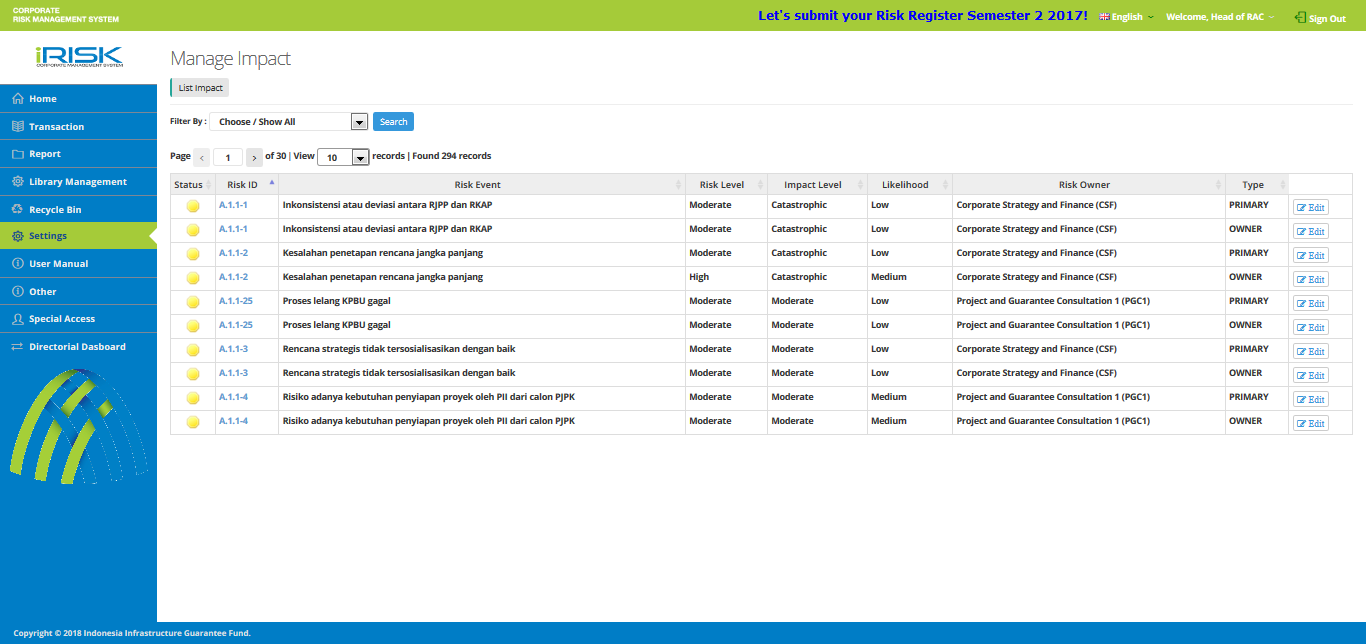 CORPORATE
RISK MANAGEMENT SYSTEM
Let's submit your Risk Register Semester 2 2017! English Welcome, Head of RAC Sign Out
iRISK
CORPORATE MANAGEMENT SYSTEM
Home
Transaction
Report
Library Management
Recycle Bin
Settings
User Manual
Other
Special Access
Directorial Dasboard
Manage Impact
List Impact
Filter By : Choose / Show All Search
Page < 1 > of 30 | View 10 records | Found 294 records
Status Risk ID Risk Event Risk Level Impact Level Likelihood Risk Owner Type
A.1.1-1 Inkonsistensi atau deviasi antara RJPP dan RKAP Moderate Catastrophic Low Corporate Strategy and Finance (CSF) PRIMARY Edit
A.1.1-1 Inkonsistensi atau deviasi antara RJPP dan RKAP Moderate Catastrophic Low Corporate Strategy and Finance (CSF) OWNER Edit
A.1.1-2 Kesalahan penetapan rencana jangka panjang Moderate Catastrophic Low Corporate Strategy and Finance (CSF) PRIMARY Edit
A.1.1-2 Kesalahan penetapan rencana jangka panjang High Catastrophic Medium Corporate Strategy and Finance (CSF) OWNER Edit
A.1.1-25 Proses lelang KPBU gagal Moderate Moderate Low Project and Guarantee Consultation 1 (PGC1) PRIMARY Edit
A.1.1-25 Proses lelang KPBU gagal Moderate Moderate Low Project and Guarantee Consultation 1 (PGC1) OWNER Edit
A.1.1-3 Rencana strategis tidak tersosialisasikan dengan baik Moderate Moderate Low Corporate Strategy and Finance (CSF) PRIMARY Edit
A.1.1-3 Rencana strategis tidak tersosialisasikan dengan baik Moderate Moderate Low Corporate Strategy and Finance (CSF) OWNER Edit
A.1.1-4 Risiko adanya kebutuhan penyiapan proyek oleh PII dari calon PJPK Moderate Moderate Medium Project and Guarantee Consultation 1 (PGC1) PRIMARY Edit
A.1.1-4 Risiko adanya kebutuhan penyiapan proyek oleh PII dari calon PJPK Moderate Moderate Medium Project and Guarantee Consultation 1 (PGC1) OWNER Edit
Copyright © 2018 Indonesia Infrastructure Guarantee Fund.